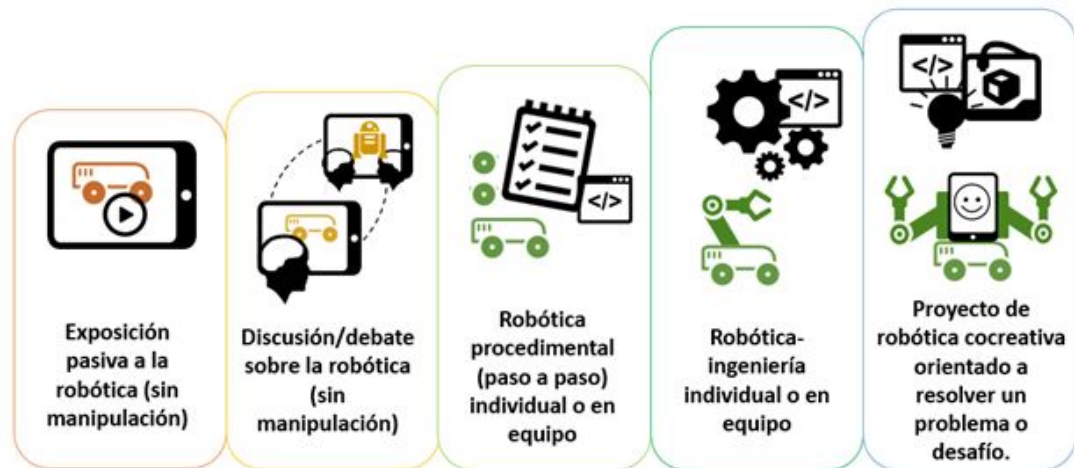 </>
</>
</>
Exposición
pasiva a la
robótica (sin
manipulación)
Discusión/debate
sobre la robótica
(sin
manipulación)
Robótica
procedimental
(paso a paso)
individual o en
equipo
Robótica-
ingeniería
individual o en
equipo
Proyecto de
robótica cocreativa
orientado a
resolver un
problema o
desafío.